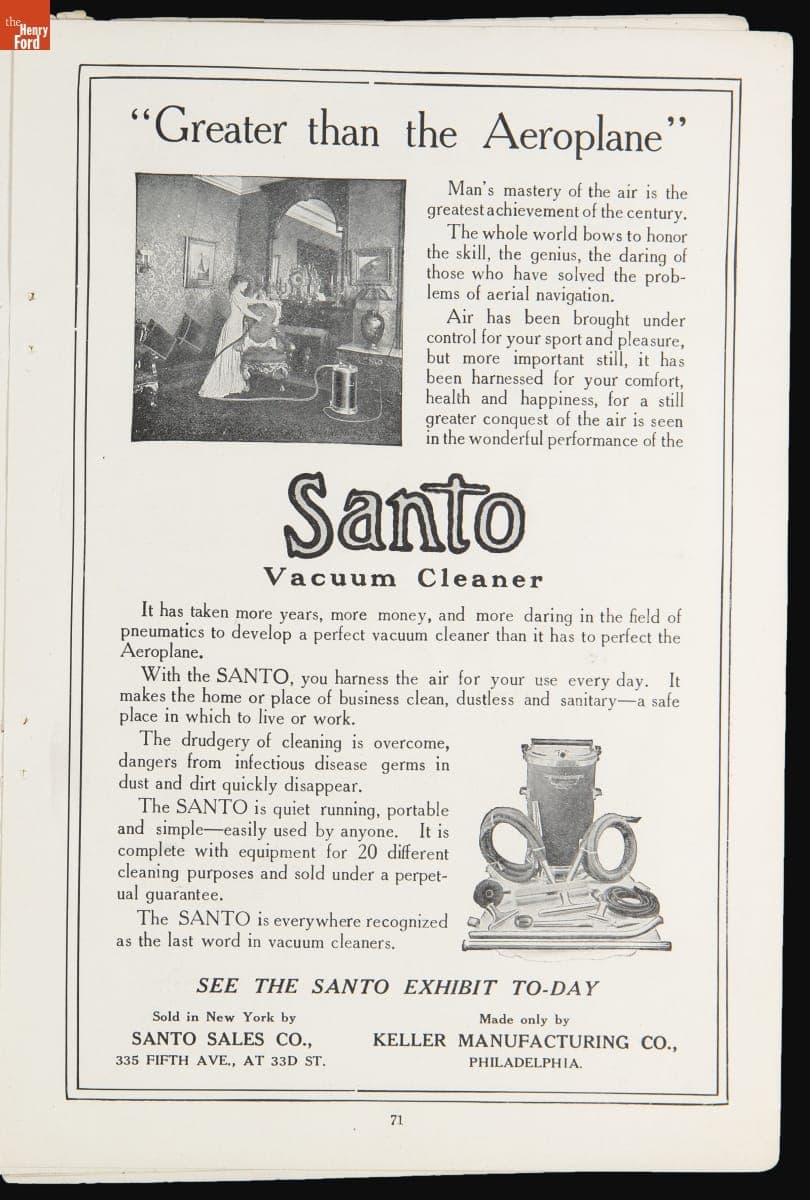 the
Henry
Ford
"Greater than the Aeroplane"
Man's mastery of the air is the
greatest achievement of the century.
The whole world bows to honor
the skill, the genius, the daring of
those who have solved the prob-
lems of aerial navigation.
Air has been brought under
control for your sport and pleasure,
but more important still, it has
been harnessed for your comfort,
health and happiness, for a still
greater conquest of the air is seen
in the wonderful performance of the
Santo
Vacuum Cleaner
It has taken more years, more money, and more daring in the field of
pneumatics to develop a perfect vacuum cleaner than it has to perfect the
Aeroplane.
With the SANTO, you harness the air for your use every day. It
makes the home or place of business clean, dustless and sanitary—a safe
place in which to live or work.
The drudgery of cleaning is overcome,
dangers from infectious disease germs in
dust and dirt quickly disappear.
The SANTO is quiet running, portable
and simple—easily used by anyone. It is
complete with equipment for 20 different
cleaning purposes and sold under a perpet-
ual guarantee.
The SANTO is everywhere recognized
as the last word in vacuum cleaners.
SEE THE SANTO EXHIBIT TO-DAY
Sold in New York by
SANTO SALES CO.,
335 FIFTH AVE., AT 33D ST.
Made only by
KELLER MANUFACTURING CO.,
PHILADELPHIA.
71